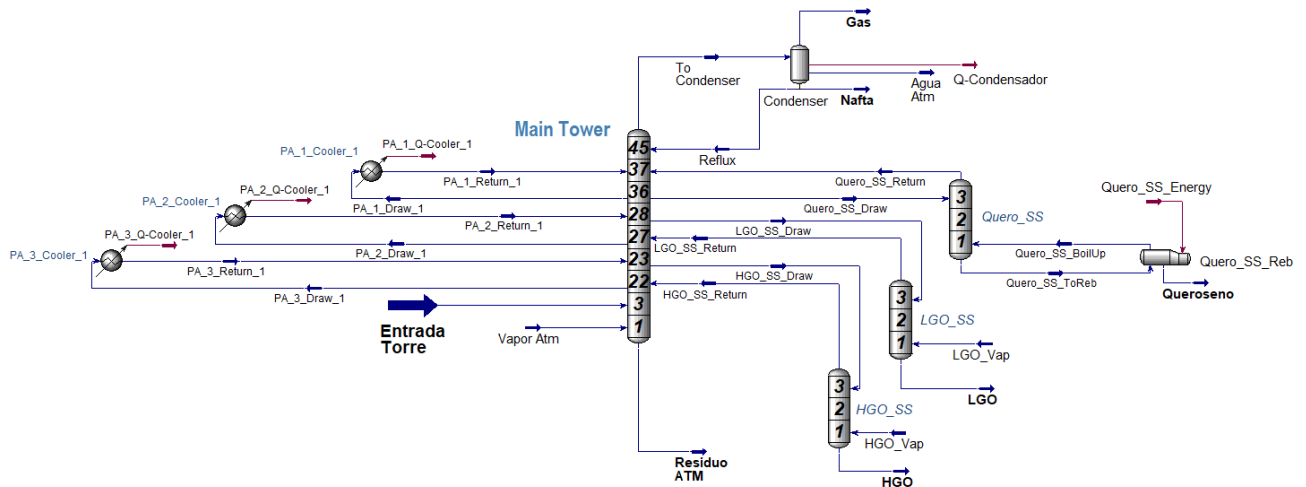 Gas
To
Condenser
Q-Condensador
Agua
Atm
Condenser
Nafta
Main Tower
Reflux
PA_1_Cooler_1
PA_1_Q-Cooler_1
PA_1_Return_1
PA_1_Draw_1
PA_2_Cooler_1
PA_2_Q-Cooler_1
PA_2_Return_1
PA_2_Draw_1
PA_3_Cooler_1
PA_3_Q-Cooler_1
PA_3_Return_1
PA_3_Draw_1
45
37
36
28
27
23
22
3
1
Entrada
Torre
Vapor Atm
Residuo
ATM
Quero_SS_Return
Quero_SS_Draw
LGO_SS_Draw
LGO_SS_Return
HGO_SS_Draw
HGO_SS_Return
3
2
1
Quero_SS
Quero_SS_Energy
Quero_SS_BoilUp
Quero_SS_ToReb
Quero_SS_Reb
Queroseno
3
2
1
LGO_SS
LGO_Vap
LGO
3
2
1
HGO_SS
HGO_Vap
HGO